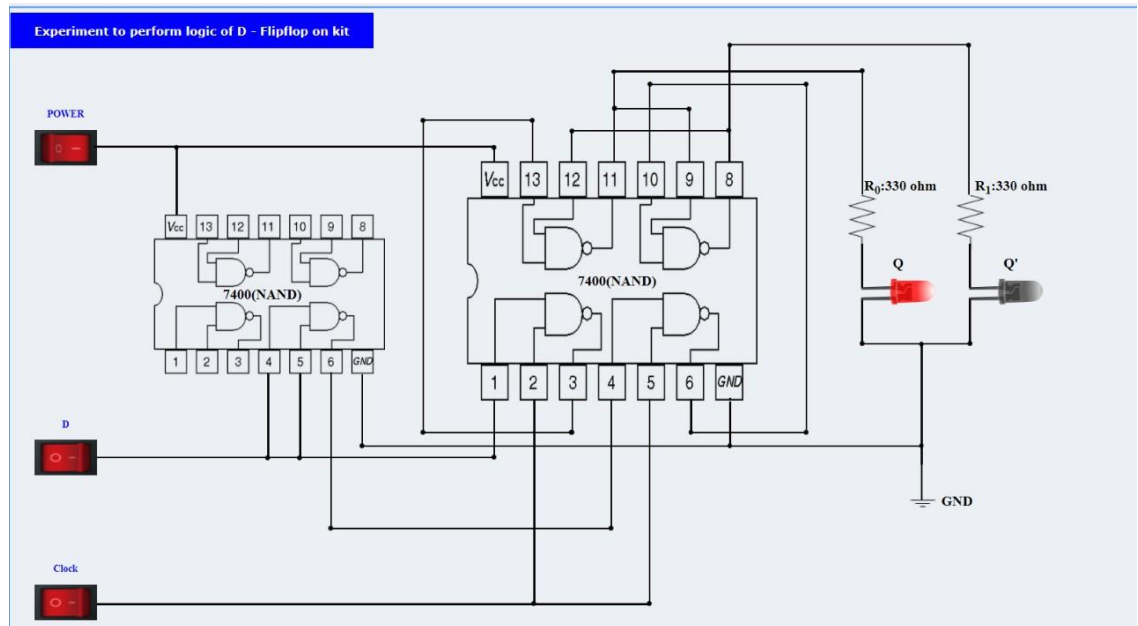 Experiment to perform logic of D - Flipflop on kit
POWER
Vcc 13 12 11 10 9 8
R0:330 ohm
R1:330 ohm
Vcc 13 12 11 10 9 8
Q
Q'
7400(NAND)
7400(NAND)
1 2 3 4 5 6 GND
1 2 3 4 5 6 GND
D
GND
Clock